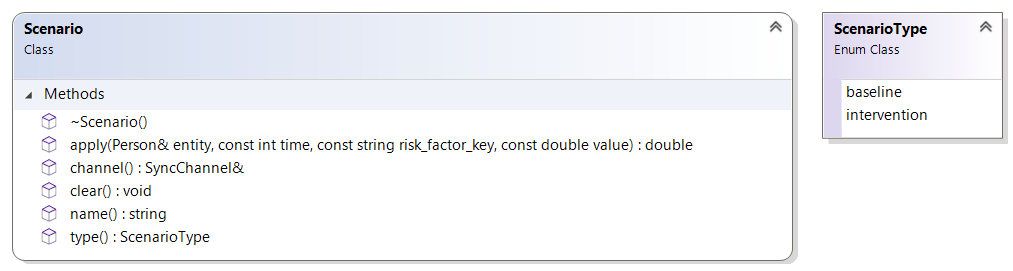 Scenario
Class
Methods
~Scenario()
apply(Person& entity, const int time, const string risk_factor_key, const double value) : double
channel() : SyncChannel&
clear() : void
name() : string
type() : ScenarioType
ScenarioType
Enum Class
baseline
intervention